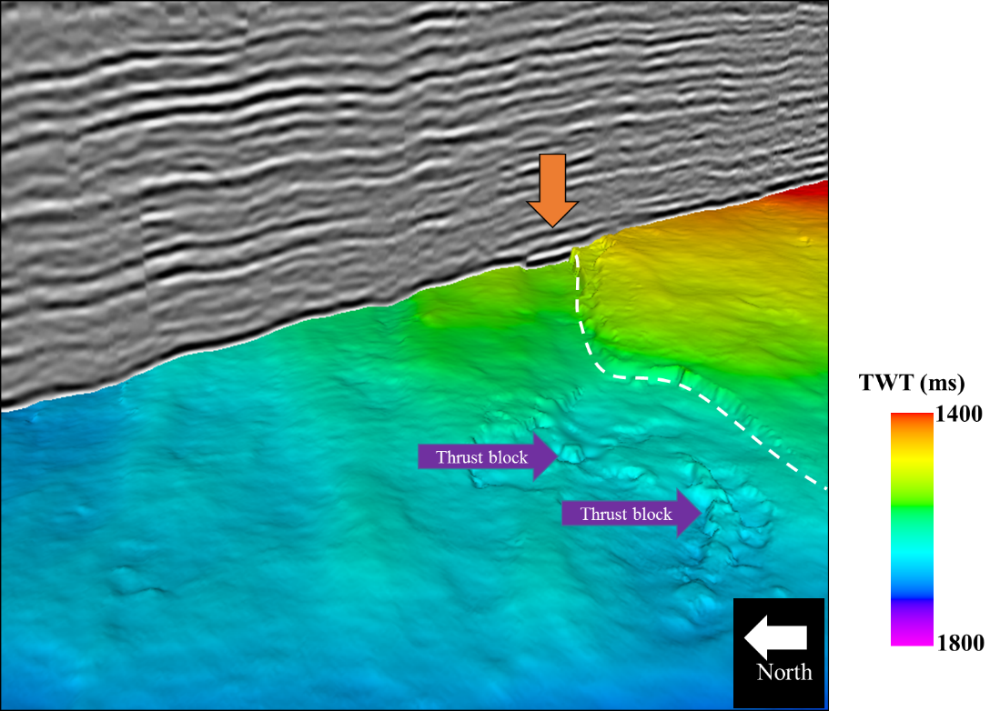 TWT (ms)
1400
Thrust block
Thrust block
1800
North